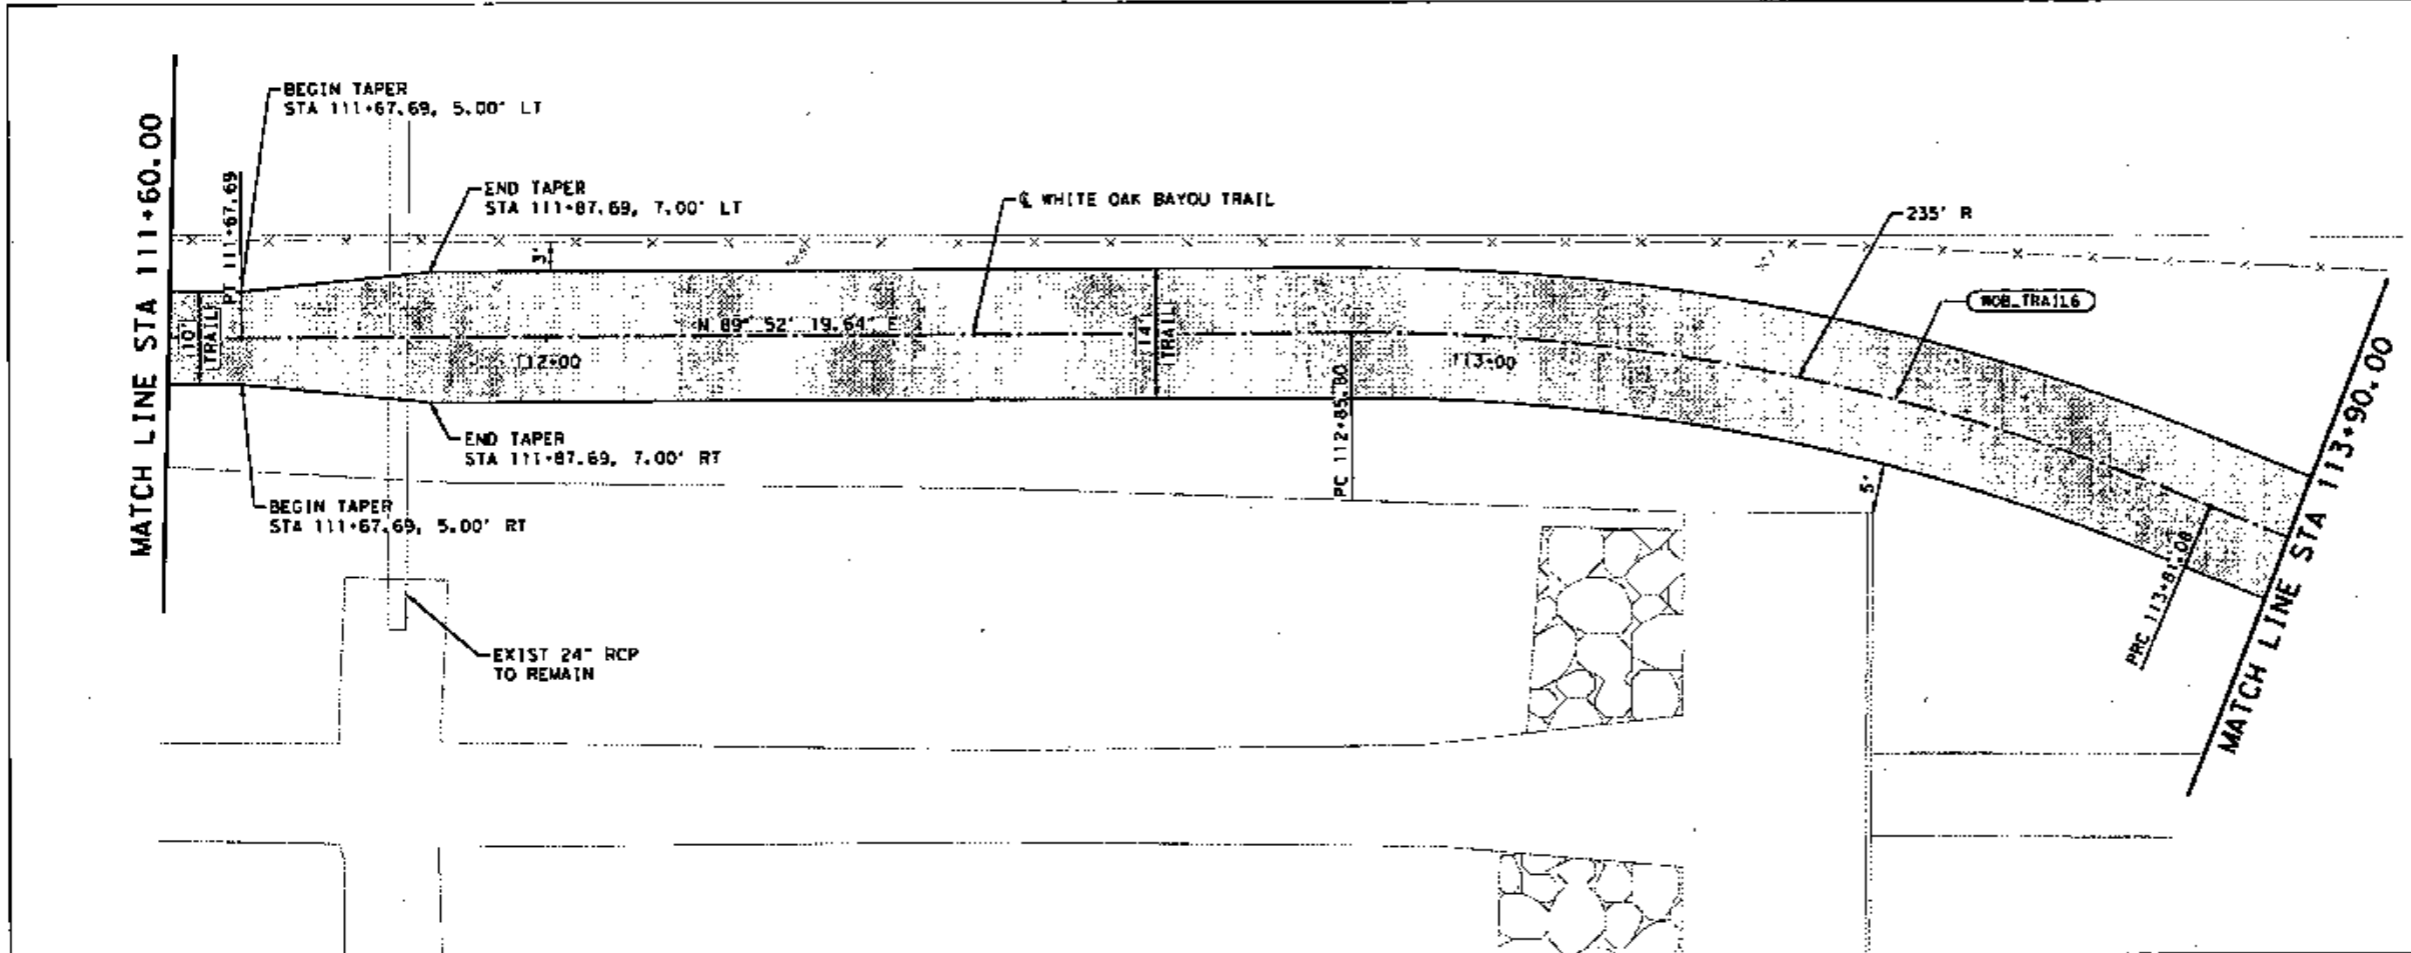 BEGIN TAPER
STA 111+67.69, 5.00' LT
MATCH LINE STA 111+60.00
PT 111+67.69
END TAPER
STA 111+87.69, 7.00' LT
℄ WHITE OAK BAYOU TRAIL
235' R
WOB_TRAIL6
3'
10'
TRAIL
N 89° 52' 19.64" E
112+00
14'
TRAIL
113+00
PC 112+85.80
END TAPER
STA 111+87.69, 7.00' RT
BEGIN TAPER
STA 111+67.69, 5.00' RT
5'
PRC 113+81.08
MATCH LINE STA 113+90.00
EXIST 24" RCP
TO REMAIN